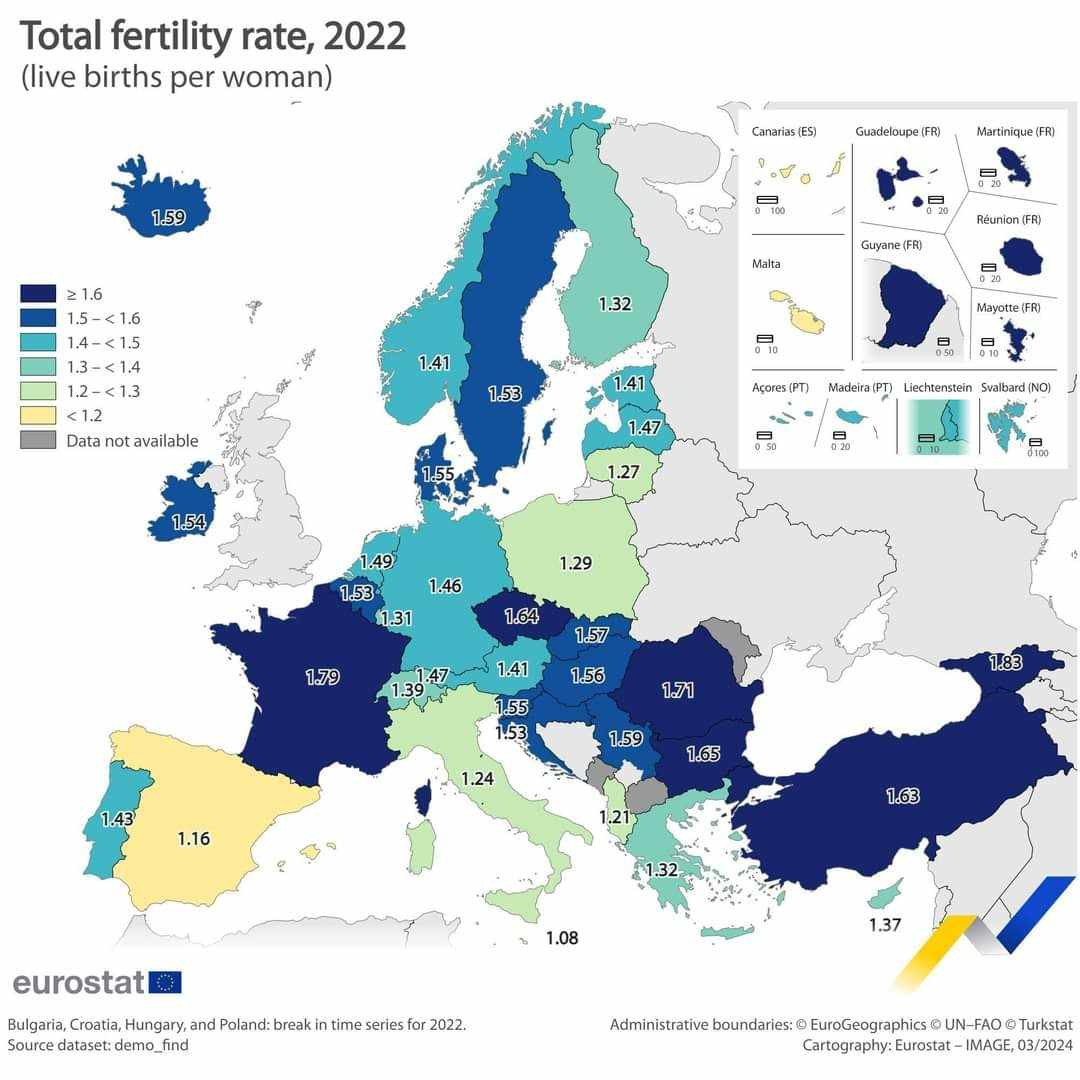 Total fertility rate, 2022
(live births per woman)
Canarias (ES)
Guadeloupe (FR)
Martinique (FR)
0 100
0 20
0 20
Réunion (FR)
0 20
Malta
Guyane (FR)
Mayotte (FR)
0 10
0 50
0 10
Açores (PT)
Madeira (PT)
Liechtenstein
Svalbard (NO)
0 50
0 20
0 10
0 100
≥ 1.6
1.5 – < 1.6
1.4 – < 1.5
1.3 – < 1.4
1.2 – < 1.3
< 1.2
Data not available
1.59
1.32
1.41
1.53
1.41
1.47
1.55
1.27
1.54
1.49
1.46
1.29
1.53
1.31
1.64
1.57
1.79
1.47
1.41
1.56
1.39
1.71
1.83
1.55
1.53
1.59
1.65
1.24
1.63
1.43
1.16
1.21
1.32
1.37
1.08
eurostat
Bulgaria, Croatia, Hungary, and Poland: break in time series for 2022.
Source dataset: demo_find
Administrative boundaries: © EuroGeographics © UN–FAO © Turkstat
Cartography: Eurostat – IMAGE, 03/2024